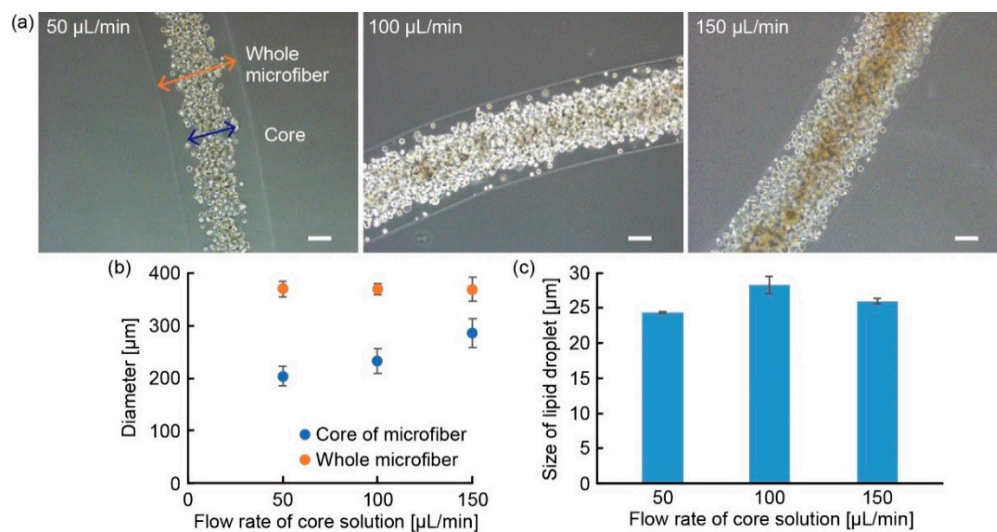 (a)
50 µL/min
Whole
microfiber
Core
100 µL/min
150 µL/min
(b)
400
300
200
100
0
0
50
100
150
Diameter [µm]
Flow rate of core solution [µL/min]
Core of microfiber
Whole microfiber
(c)
30
25
20
15
10
5
0
50
100
150
Size of lipid droplet [µm]
Flow rate of core solution [µL/min]